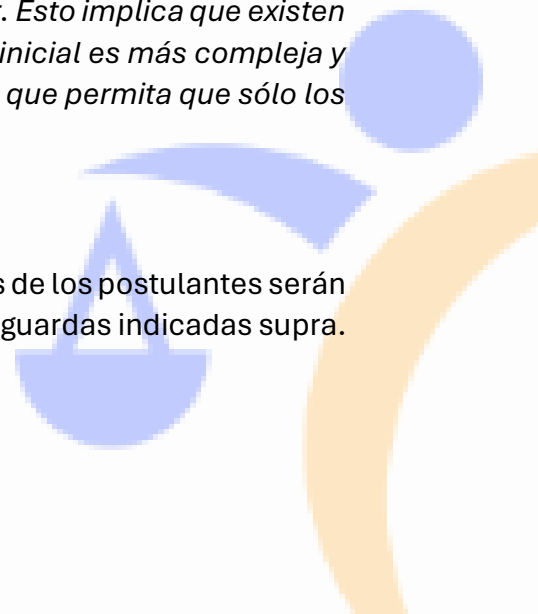 . Esto implica que existen
inicial es más compleja y
que permita que sólo los
s de los postulantes serán
guardas indicadas supra.